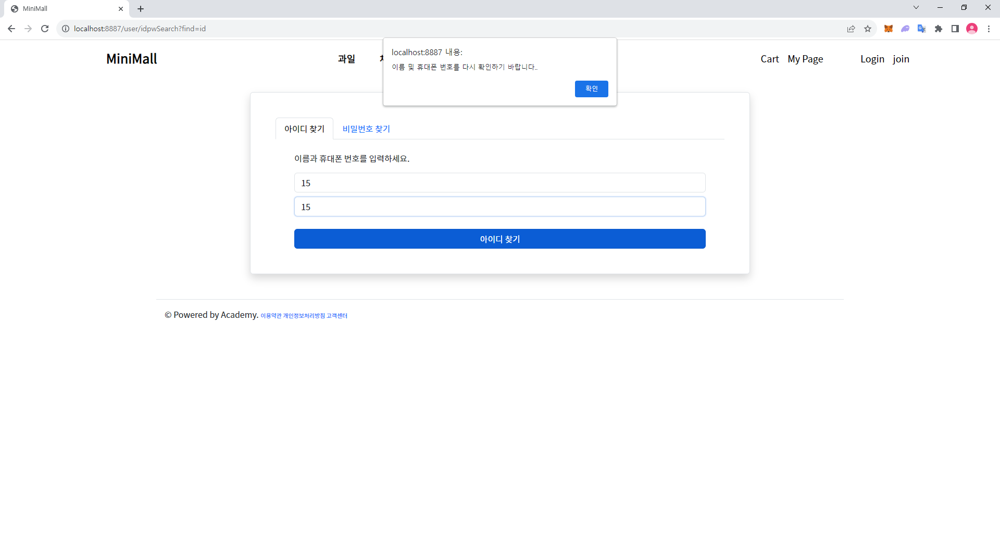 MiniMall
localhost:8887/user/idpwSearch?find=id
MiniMall 과일 Cart My Page Login join
localhost:8887 내용:
이름 및 휴대폰 번호를 다시 확인하기 바랍니다..
확인
아이디 찾기 비밀번호 찾기
이름과 휴대폰 번호를 입력하세요.
15
15
아이디 찾기
© Powered by Academy. 이용약관 개인정보처리방침 고객센터